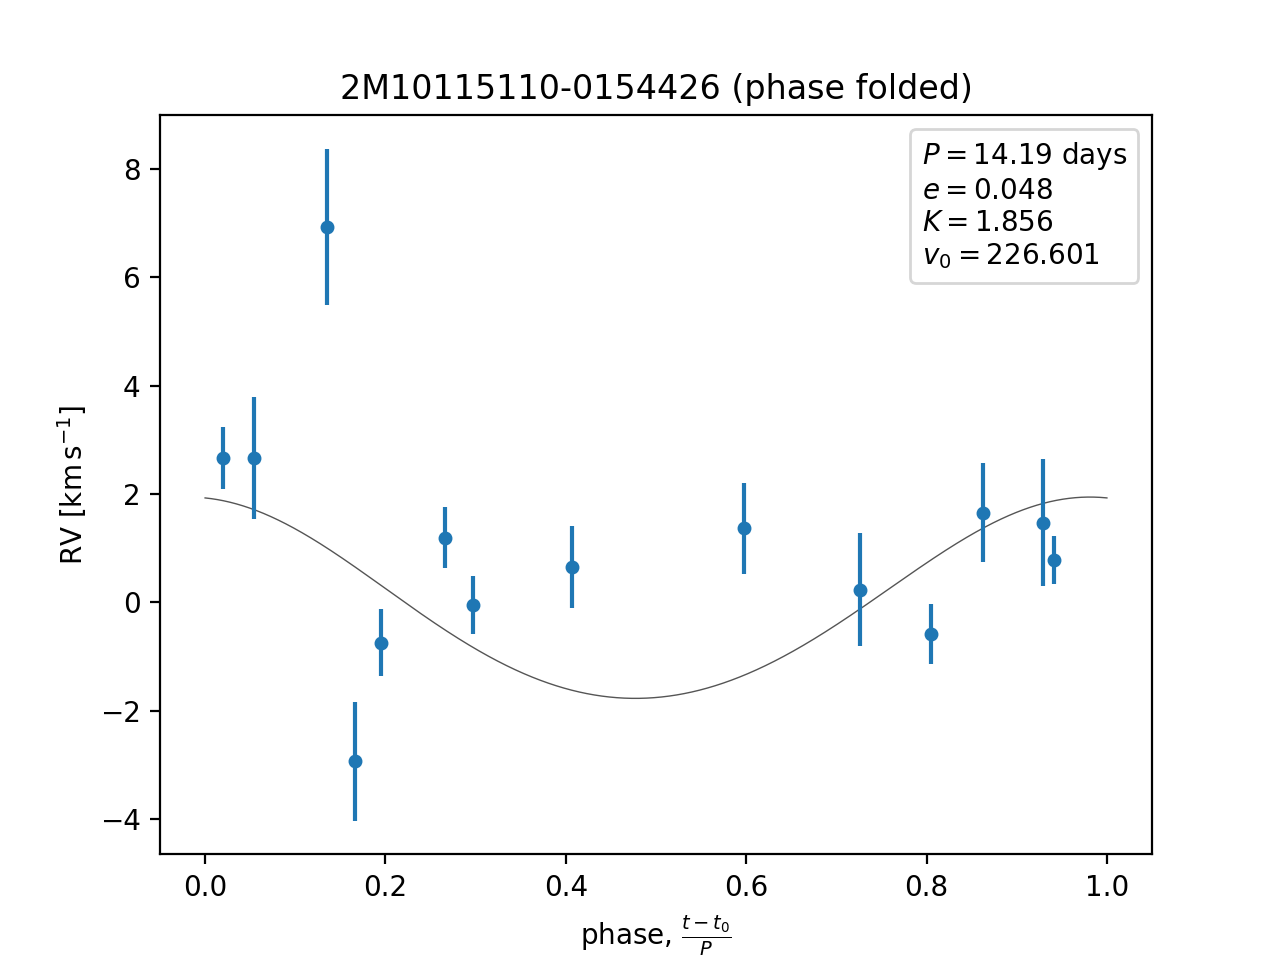 2M10115110-0154426 (phase folded)
P = 14.19 days
e = 0.048
K = 1.856
v₀ = 226.601
RV [km s⁻¹]
8
6
4
2
0
−2
−4
0.0 0.2 0.4 0.6 0.8 1.0
phase, (t − t₀)/P